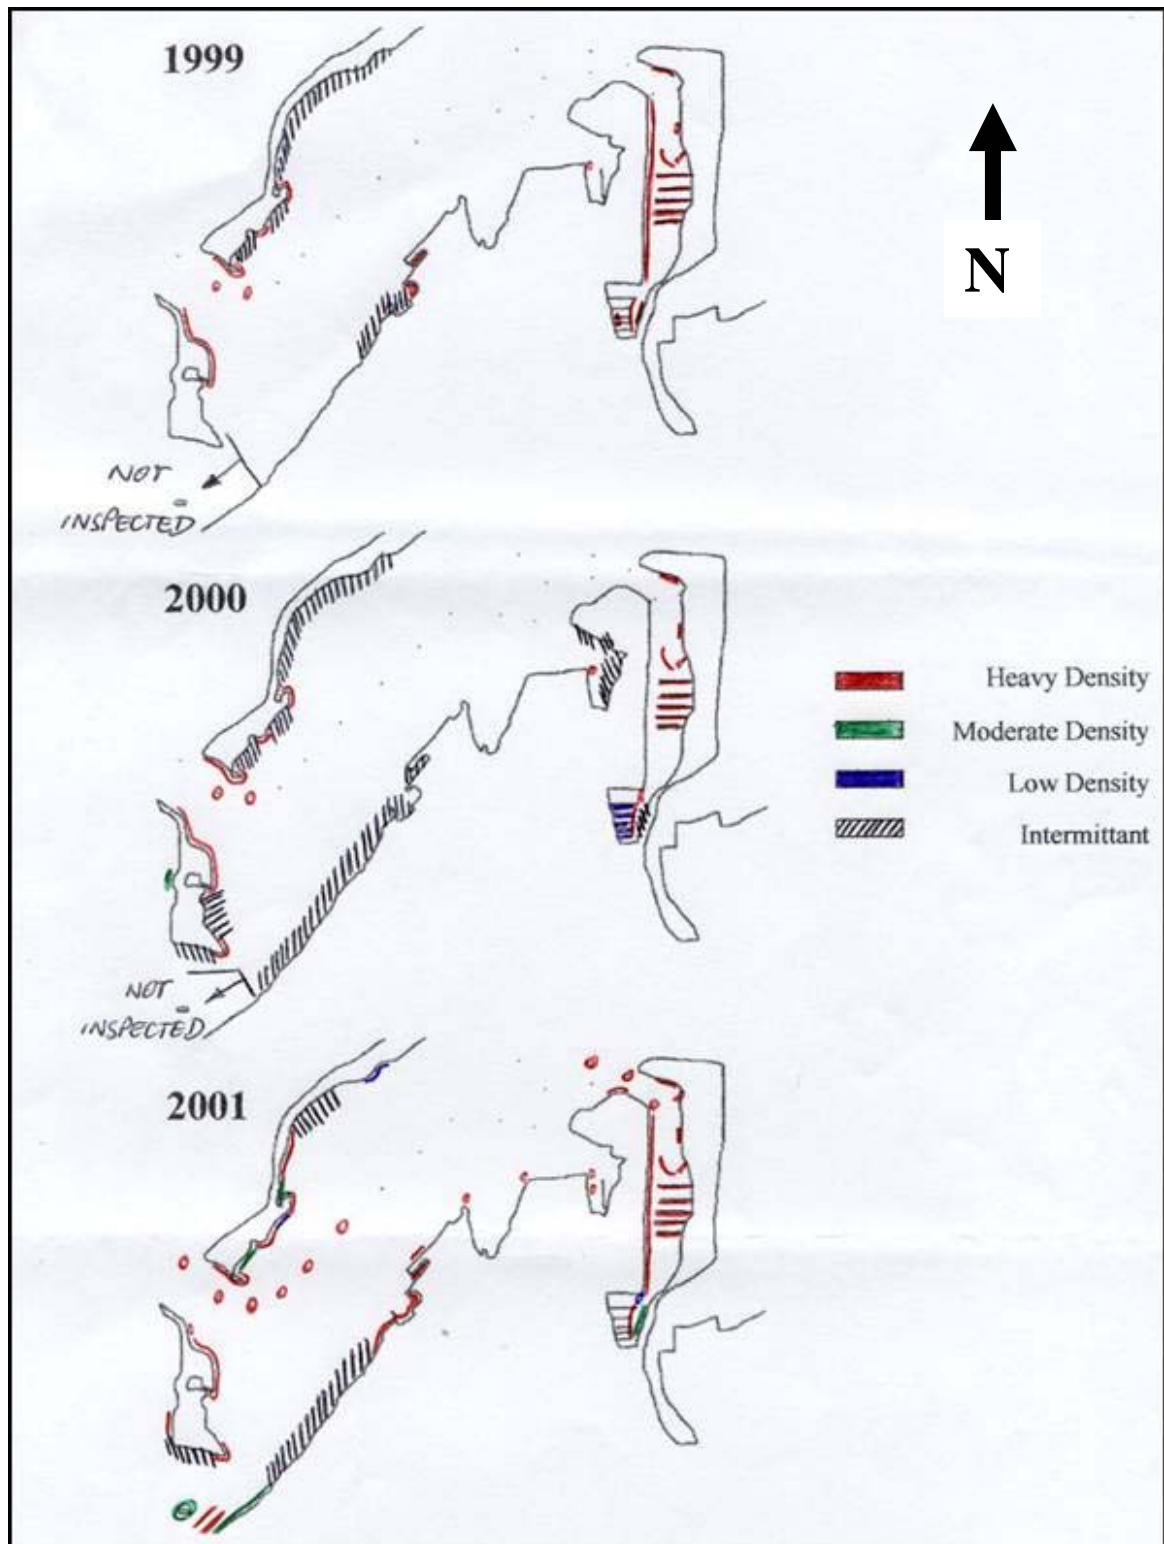 1999
N
NOT
INSPECTED
2000
Heavy Density
Moderate Density
Low Density
Intermittant
NOT
INSPECTED
2001